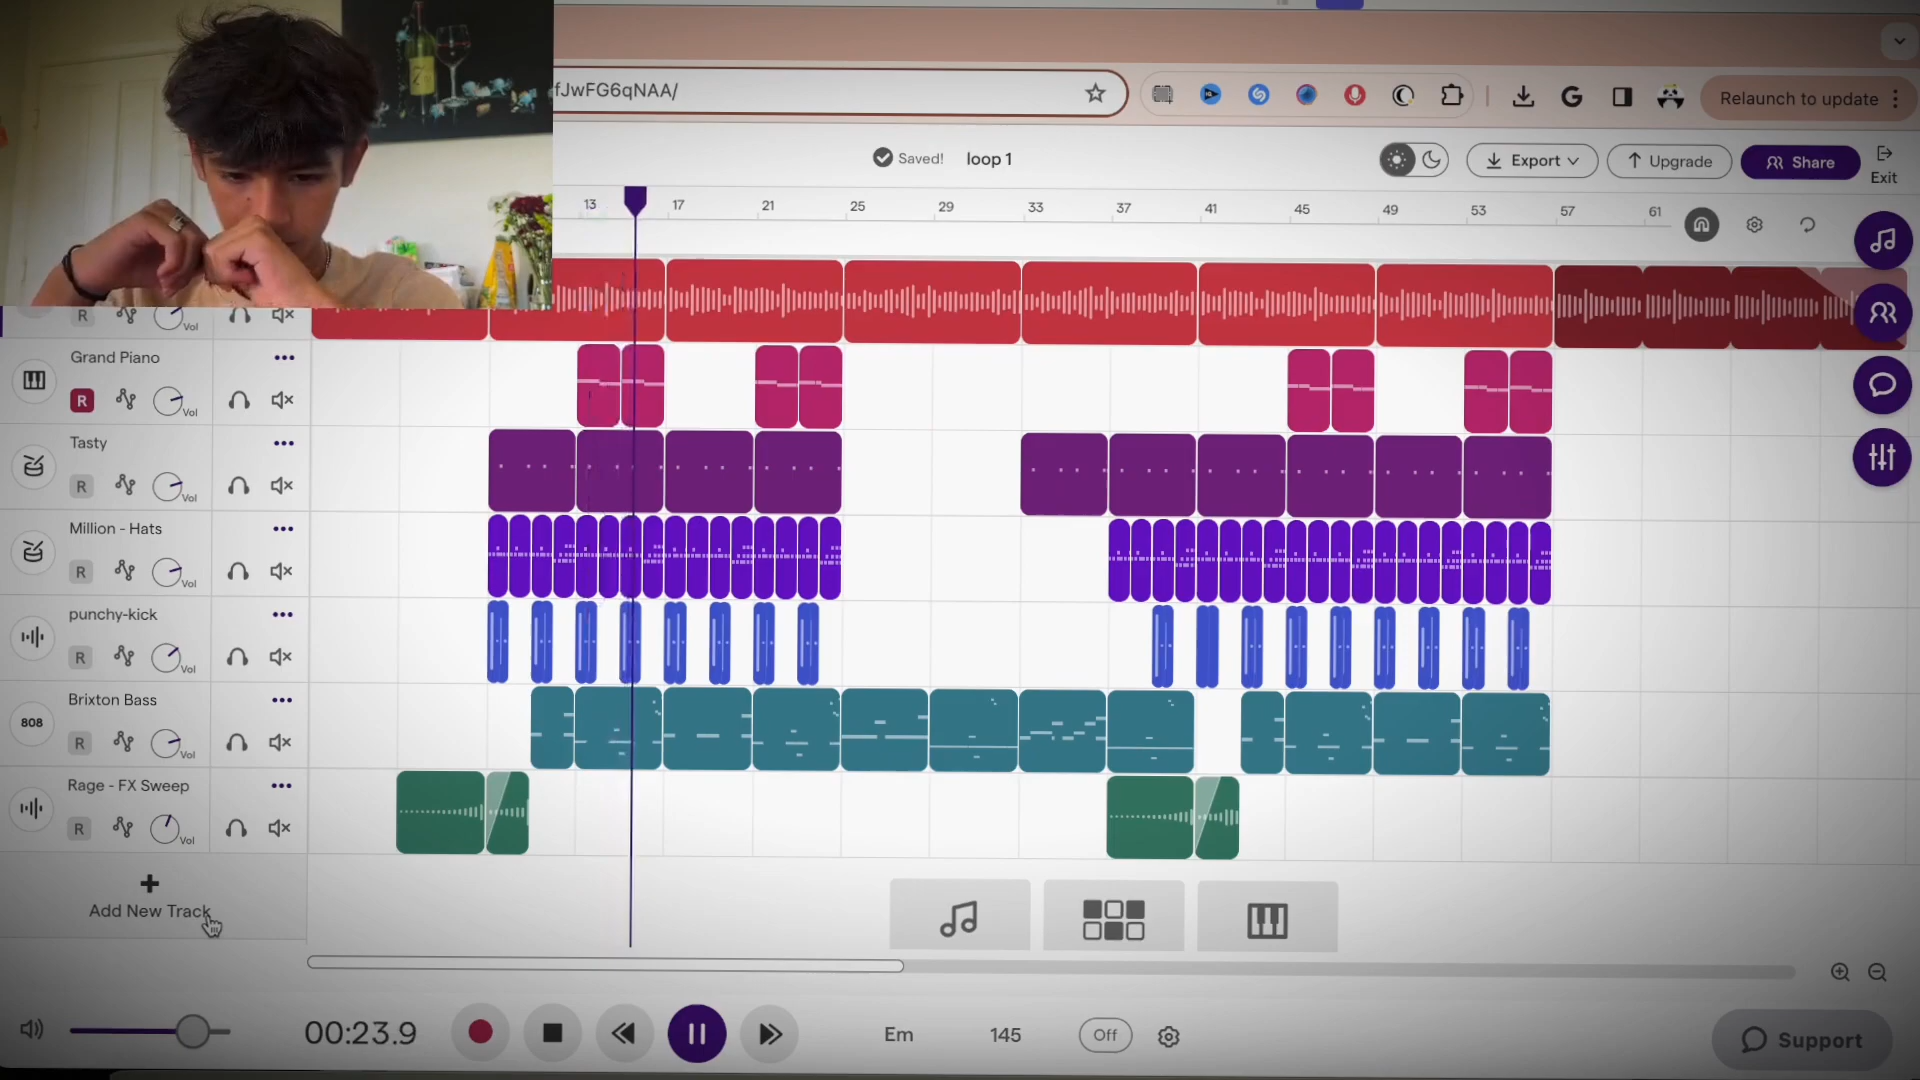 fJwFG6qNAA/
Relaunch to update
Saved!
loop 1
Export
Upgrade
Share
Exit
13
17
21
25
29
33
37
41
45
49
53
57
61
R
Vol
Grand Piano
R
Vol
Tasty
R
Vol
Million - Hats
R
Vol
punchy-kick
R
Vol
Brixton Bass
808
R
Vol
Rage - FX Sweep
R
Vol
Add New Track
00:23.9
Em
145
Off
Support